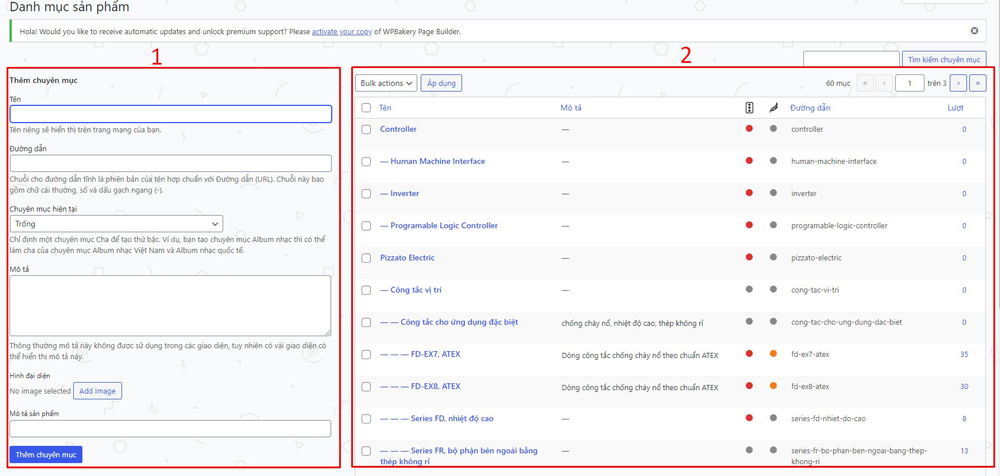 Danh mục sản phẩm
Hola! Would you like to receive automatic updates and unlock premium support? Please activate your copy of WPBakery Page Builder.
1
2
Tìm kiếm chuyên mục
Thêm chuyên mục
Tên
Tên riêng sẽ hiển thị trên trang mạng của bạn.
Đường dẫn
Chuỗi cho đường dẫn tĩnh là phiên bản của tên hợp chuẩn với Đường dẫn (URL). Chuỗi này bao
gồm chữ cái thường, số và dấu gạch ngang (-).
Chuyên mục hiện tại
Trống
Chỉ định một chuyên mục Cha để tạo thứ bậc. Ví dụ, bạn tạo chuyên mục Album nhạc thì có thể
làm cha của chuyên mục Album nhạc Việt Nam và Album nhạc quốc tế.
Mô tả
Thông thường mô tả này không được sử dụng trong các giao diện, tuy nhiên có vài giao diện có
thể hiển thị mô tả này.
Hình đại diện
No image selected Add Image
Mô tả sản phẩm
Thêm chuyên mục
Bulk actions Áp dụng 60 mục « ‹ 1 trên 3 › »
Tên Mô tả Đường dẫn Lượt
Controller — controller 0
— Human Machine Interface — human-machine-interface 0
— Inverter — inverter 0
— Programable Logic Controller — programable-logic-controller 0
Pizzato Electric — pizzato-electric 0
— Công tắc vị trí — cong-tac-vi-tri 0
— — Công tắc cho ứng dụng đặc biệt chống cháy nổ, nhiệt độ cao, thép không rỉ cong-tac-cho-ung-dung-dac-biet 0
— — — FD-EX7, ATEX Dòng công tắc chống cháy nổ theo chuẩn ATEX fd-ex7-atex 35
— — — FD-EX8, ATEX Dòng công tắc chống cháy nổ theo chuẩn ATEX fd-ex8-atex 30
— — — Series FD, nhiệt độ cao — series-fd-nhiet-do-cao 8
— — — Series FR, bộ phận bên ngoài bằng — series-fr-bo-phan-ben-ngoai-bang-thep- 13
thép không rỉ khong-ri